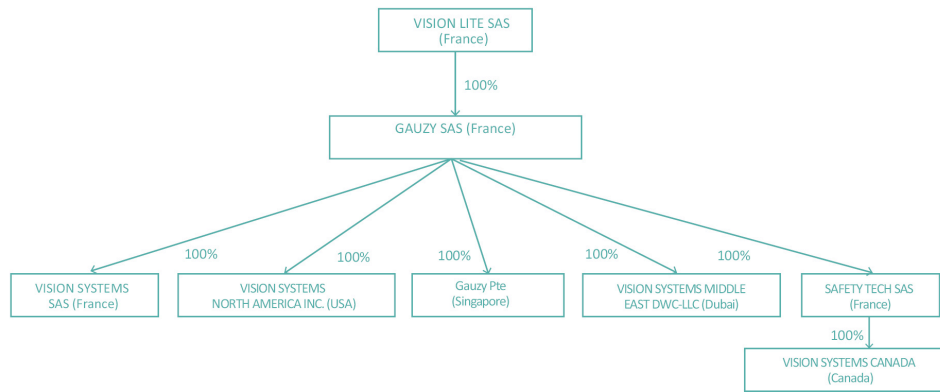 VISION LITE SAS
(France)
100%
GAUZY SAS (France)
100%
100%
100%
100%
100%
VISION SYSTEMS
SAS (France)
VISION SYSTEMS
NORTH AMERICA INC. (USA)
Gauzy Pte
(Singapore)
VISION SYSTEMS MIDDLE
EAST DWC-LLC (Dubai)
SAFETY TECH SAS
(France)
100%
VISION SYSTEMS CANADA
(Canada)